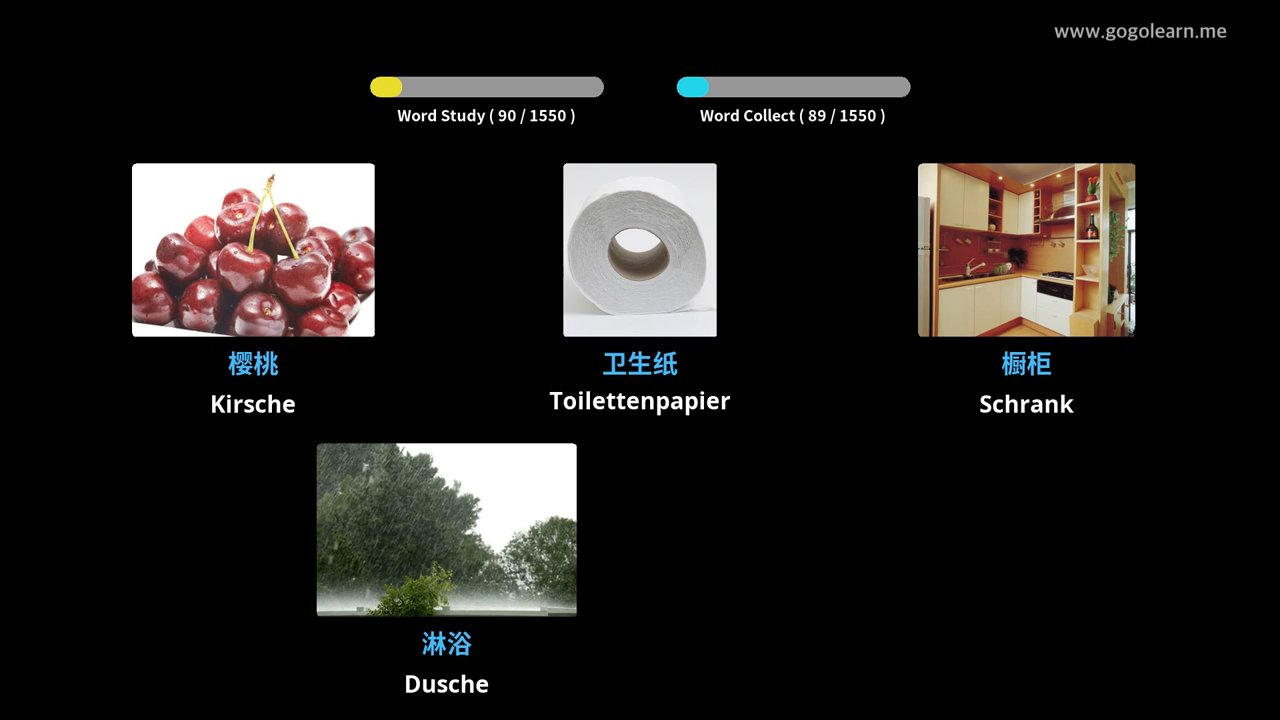 www.gogolearn.me
Word Study ( 90 / 1550 )
Word Collect ( 89 / 1550 )
樱桃
Kirsche
卫生纸
Toilettenpapier
橱柜
Schrank
淋浴
Dusche